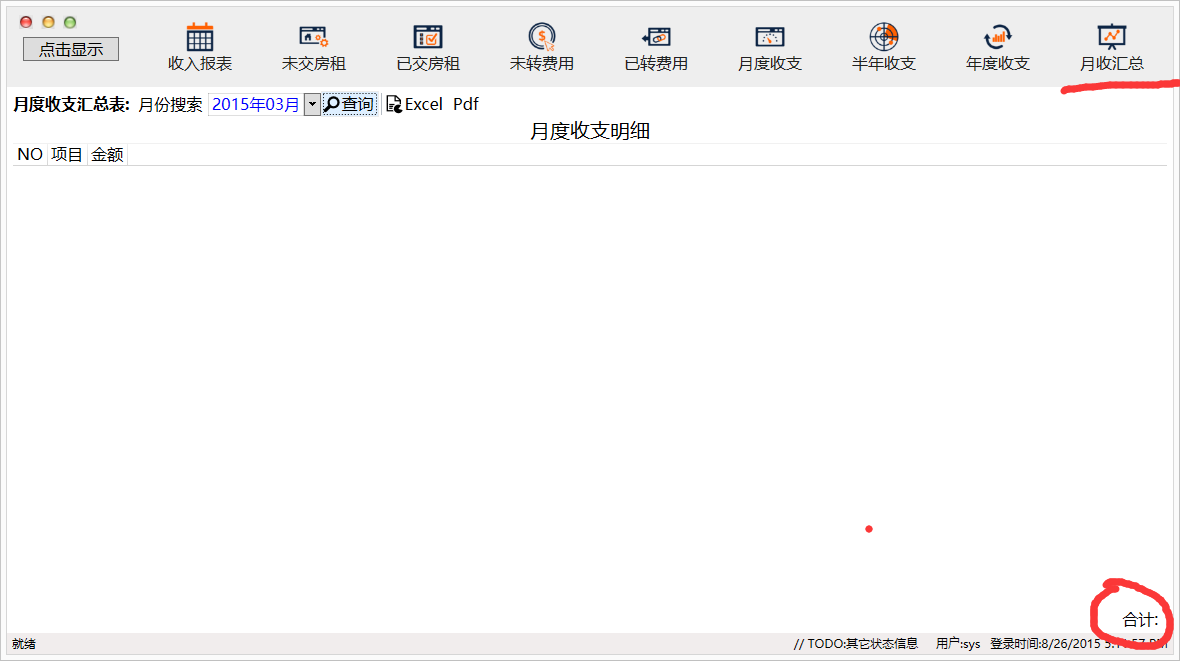 点击显示
收入报表 未交房租 已交房租 未转费用 已转费用 月度收支 半年收支 年度收支 月收汇总
月度收支汇总表: 月份搜索 2015年03月 查询 Excel Pdf
月度收支明细
NO 项目 金额
合计:
就绪 // TODO:其它状态信息 用户:sys 登录时间:8/26/2015